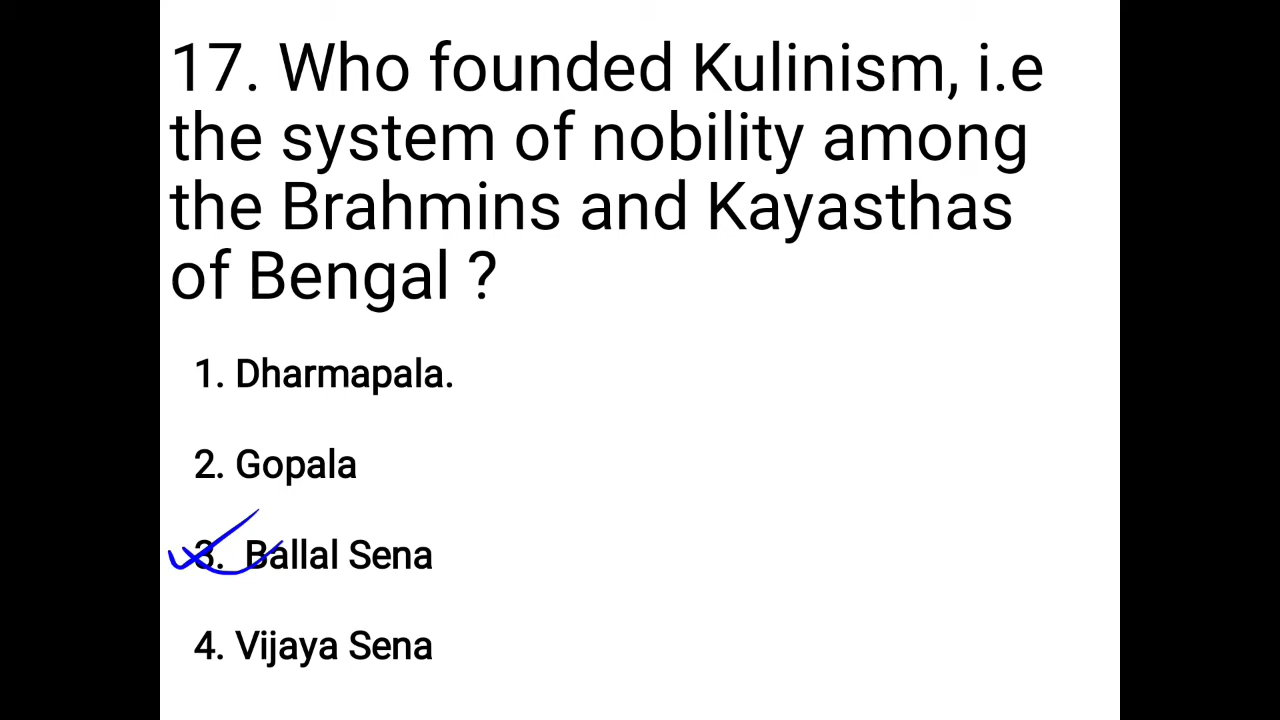 17. Who founded Kulinism, i.e
the system of nobility among
the Brahmins and Kayasthas
of Bengal ?
1. Dharmapala.
2. Gopala
3. Ballal Sena
4. Vijaya Sena